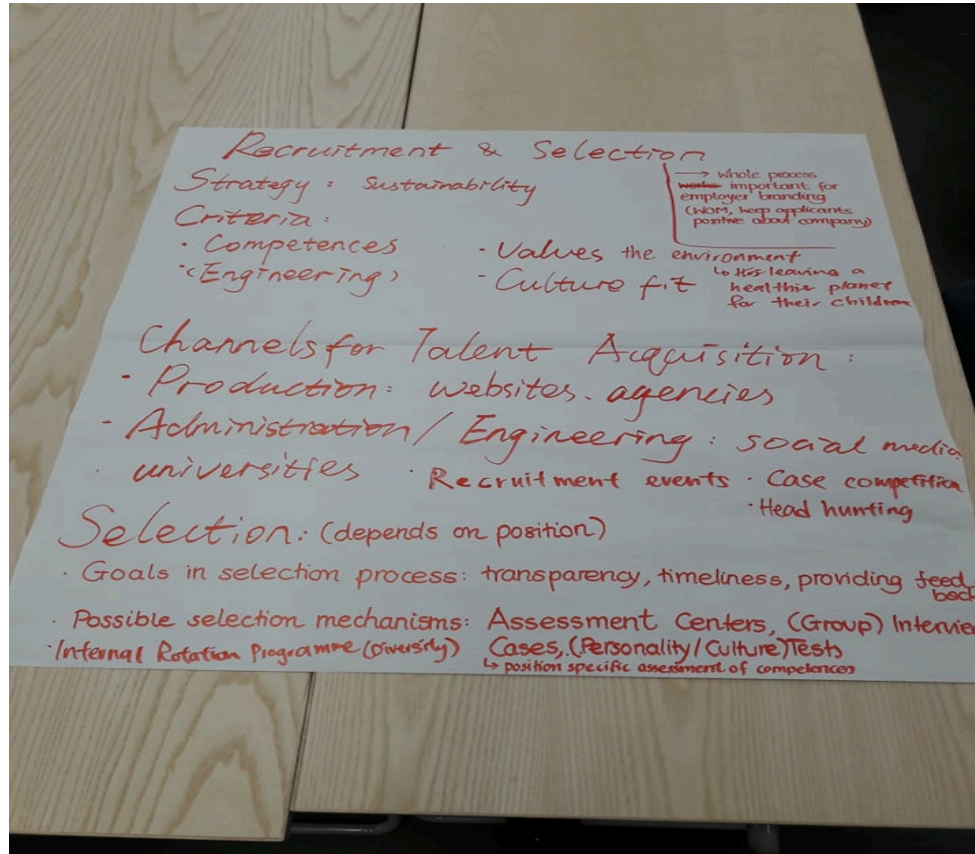 Recruitment & Selection
Strategy: Sustainability
→ whole process
important for
employer branding
(WOM, keep applicants
positive about company)
Criteria:
· Competences
· <Engineering>
- Values the environment
↳ leaving a
planet
for their children
- Culture fit
Channels for Talent Acquisition:
· Production: websites. agencies
- Administration / Engineering: social media
· universities · Recruitment events · Case competition
· Head hunting
Selection: (depends on position)
· Goals in selection process: transparency, timeliness, providing feed
back
· Possible selection mechanisms: Assessment Centers, (Group) Interview
· Internal Rotation Programme (Diversity) Cases, (Personality/Culture) Tests
↳ position specific assessment of competences